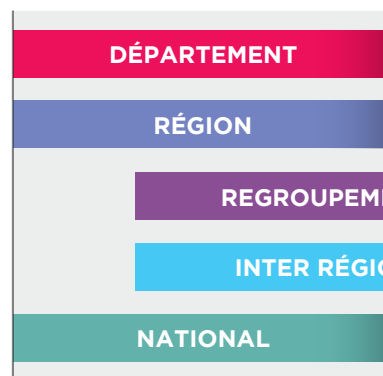 DÉPARTEMENT
RÉGION
REGROUPEM
INTER RÉGIO
NATIONAL